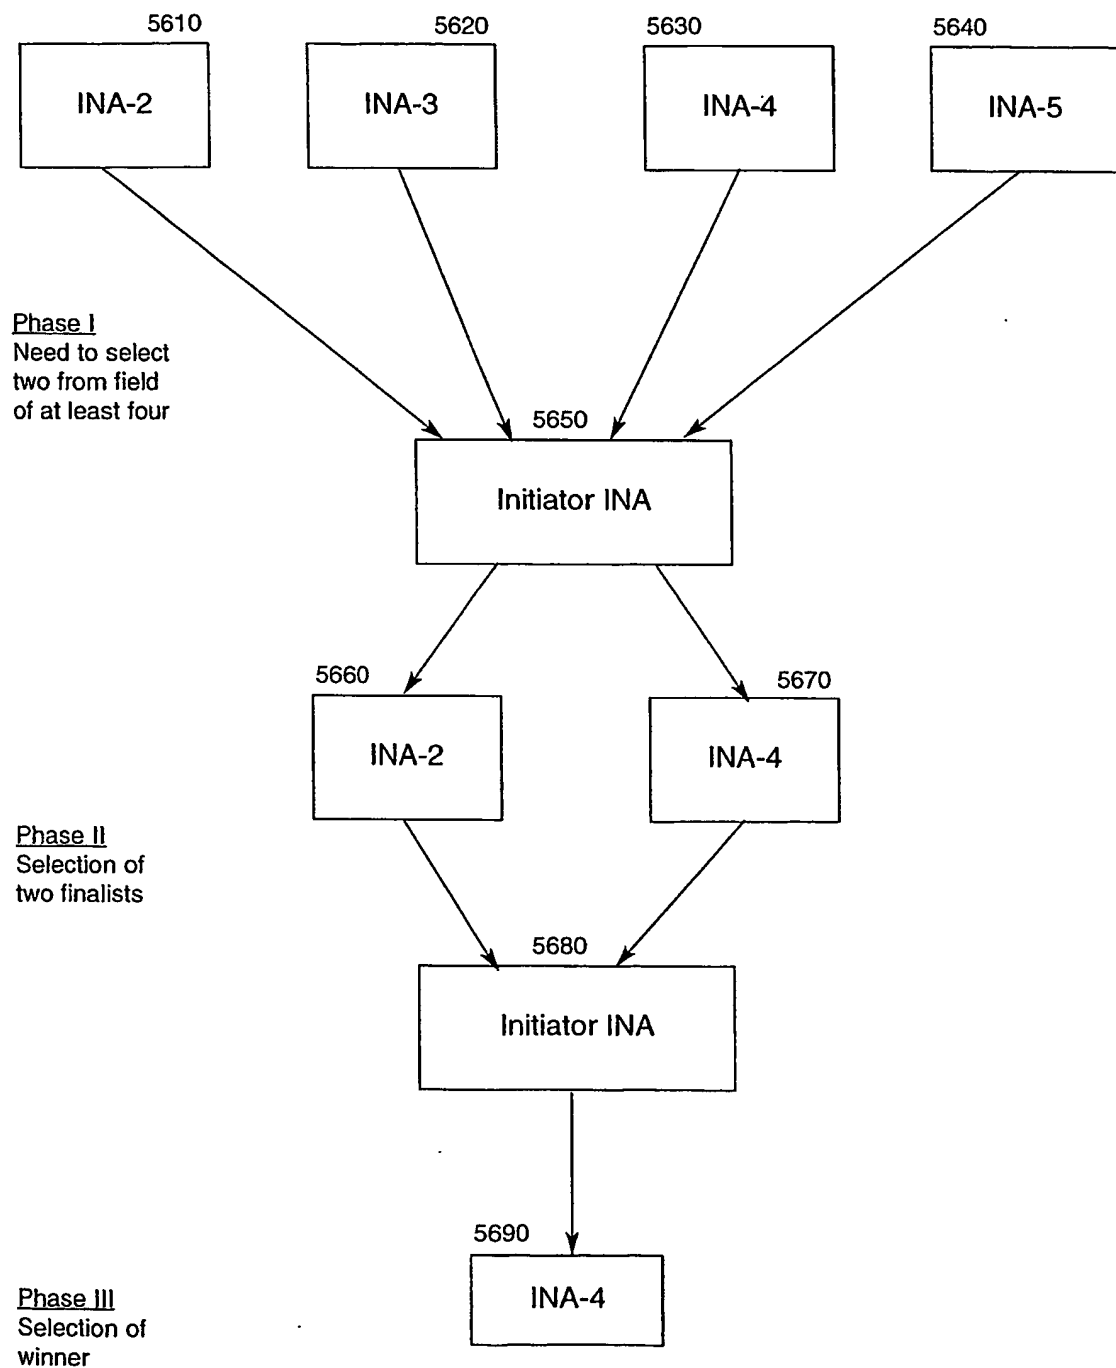 5610
5620
5630
5640
INA-2
INA-3
INA-4
INA-5
Phase I
Need to select
two from field
of at least four
5650
Initiator INA
5660
5670
INA-2
INA-4
Phase II
Selection of
two finalists
5680
Initiator INA
5690
INA-4
Phase III
Selection of
winner